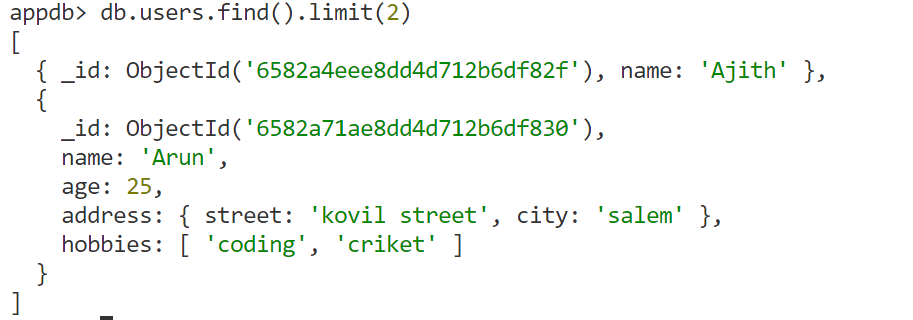 appdb> db.users.find().limit(2)
[
  { _id: ObjectId('6582a4eee8dd4d712b6df82f'), name: 'Ajith' },
  {
    _id: ObjectId('6582a71ae8dd4d712b6df830'),
    name: 'Arun',
    age: 25,
    address: { street: 'kovil street', city: 'salem' },
    hobbies: [ 'coding', 'criket' ]
  }
]